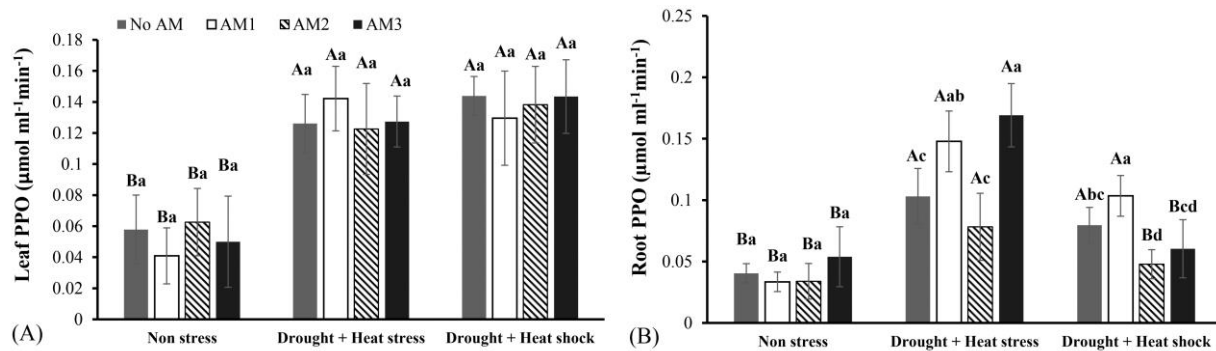 No AM AM1 AM2 AM3
Leaf PPO (µmol ml⁻¹min⁻¹)
0.18
0.16
0.14
0.12
0.1
0.08
0.06
0.04
0.02
0
Ba Ba Ba Ba
Aa Aa Aa Aa
Aa Aa Aa Aa
Non stress Drought + Heat stress Drought + Heat shock
(A)
Root PPO (µmol ml⁻¹min⁻¹)
0.25
0.2
0.15
0.1
0.05
0
Ba Ba Ba Ba
Ac Aab Ac Aa
Abc Aa Bd Bcd
Non stress Drought + Heat stress Drought + Heat shock
(B)